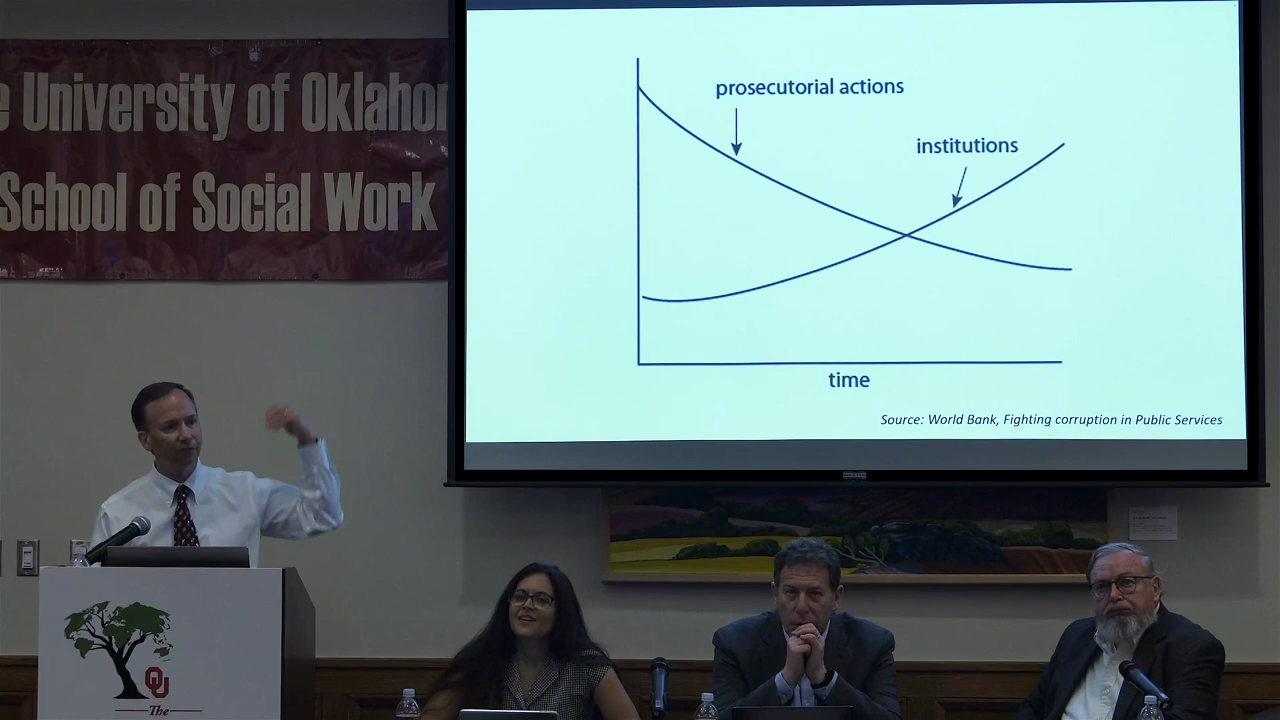 e University of Oklahom
School of Social Work
prosecutorial actions
institutions
time
Source: World Bank, Fighting corruption in Public Services
OU
The